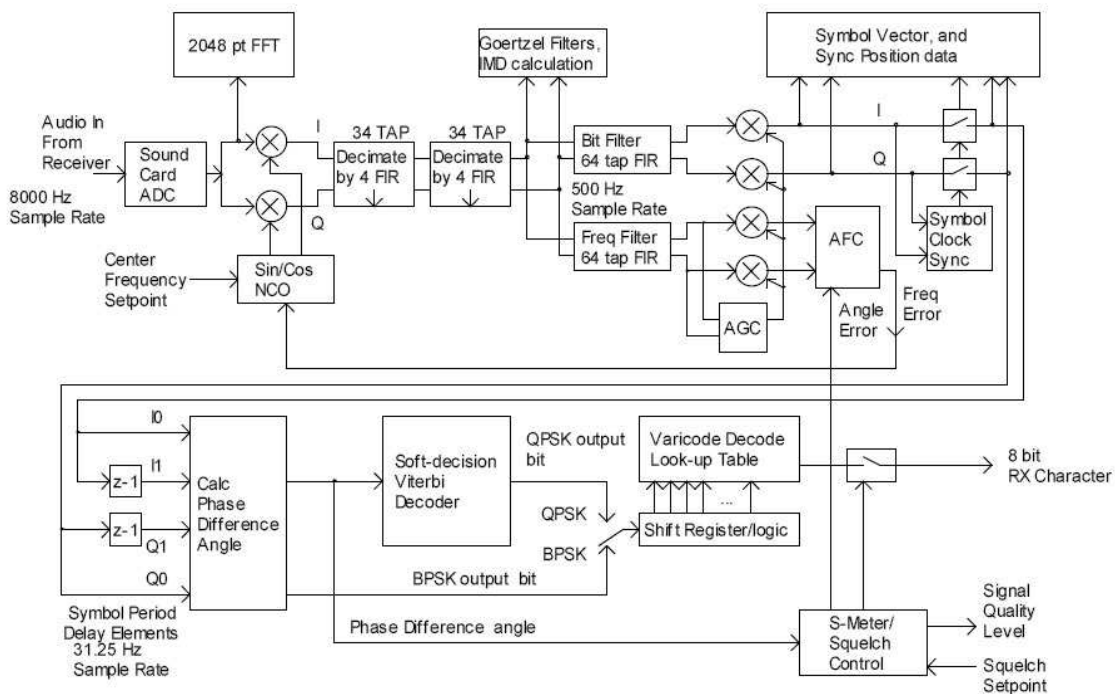 2048 pt FFT
Goertzel Filters,
IMD calculation
Symbol Vector, and
Sync Position data
Audio In
From
Receiver
8000 Hz
Sample Rate
Sound
Card
ADC
I
Q
34 TAP
Decimate
by 4 FIR
34 TAP
Decimate
by 4 FIR
Bit Filter
64 tap FIR
500 Hz
Sample Rate
Freq Filter
64 tap FIR
I
Q
AFC
Symbol
Clock
Sync
Center
Frequency
Setpoint
Sin/Cos
NCO
AGC
Angle
Error
Freq
Error
I0
I1
z-1
z-1
Q1
Q0
Calc
Phase
Difference
Angle
Symbol Period
Delay Elements
31.25 Hz
Sample Rate
Soft-decision
Viterbi
Decoder
QPSK output
bit
QPSK
BPSK
BPSK output bit
Varicode Decode
Look-up Table
...
Shift Register/logic
8 bit
RX Character
Phase Difference angle
S-Meter/
Squelch
Control
Signal
Quality
Level
Squelch
Setpoint